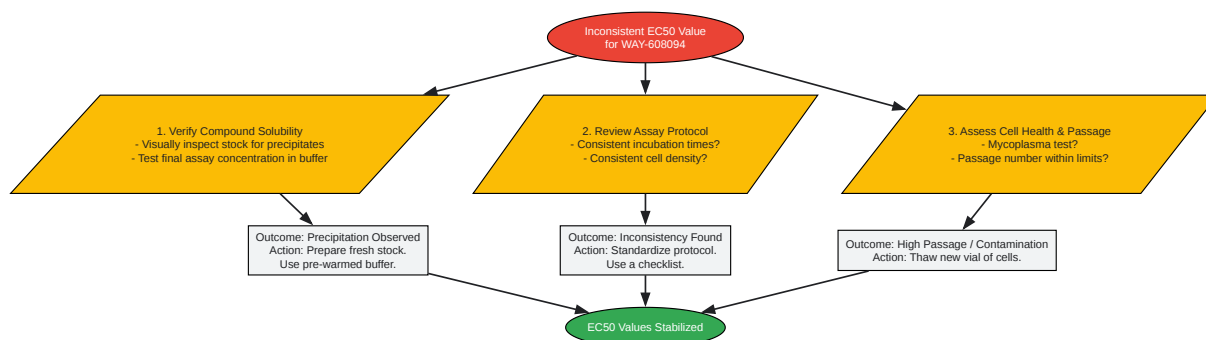 Inconsistent EC50 Value
for WAY-608094
1. Verify Compound Solubility
- Visually inspect stock for precipitates
- Test final assay concentration in buffer
2. Review Assay Protocol
- Consistent incubation times?
- Consistent cell density?
3. Assess Cell Health & Passage
- Mycoplasma test?
- Passage number within limits?
Outcome: Precipitation Observed
Action: Prepare fresh stock.
Use pre-warmed buffer.
Outcome: Inconsistency Found
Action: Standardize protocol.
Use a checklist.
Outcome: High Passage / Contamination
Action: Thaw new vial of cells.
EC50 Values Stabilized